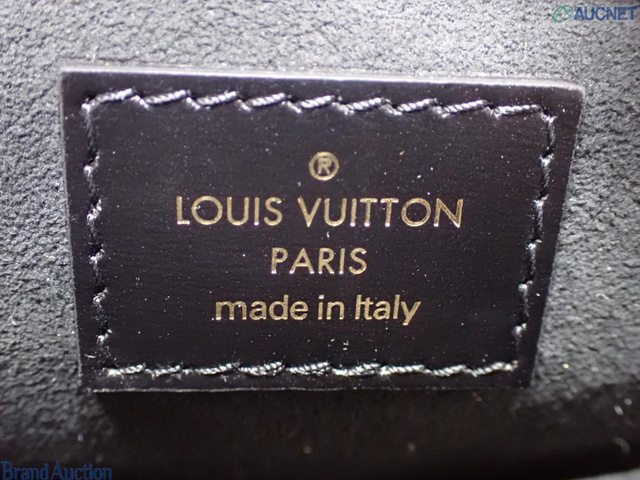 AUCNET
®
LOUIS VUITTON
PARIS
made in Italy
Brand Auction